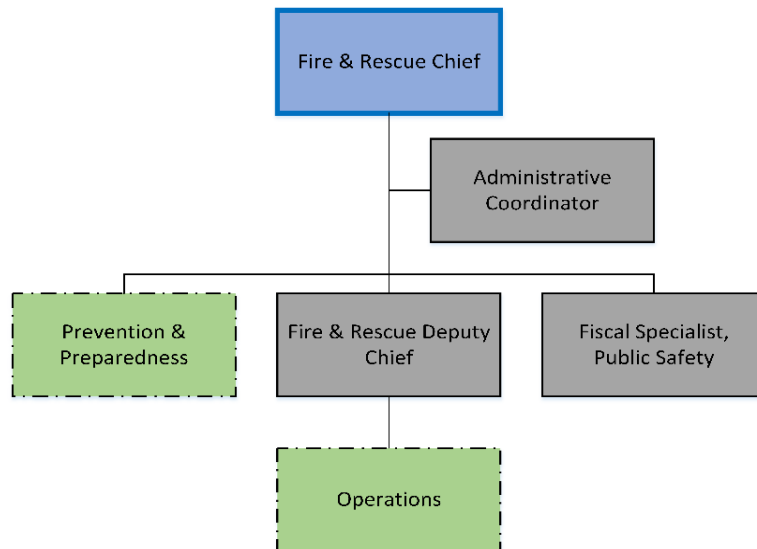 Fire & Rescue Chief
Administrative
Coordinator
Prevention &
Preparedness
Fire & Rescue Deputy
Chief
Fiscal Specialist,
Public Safety
Operations